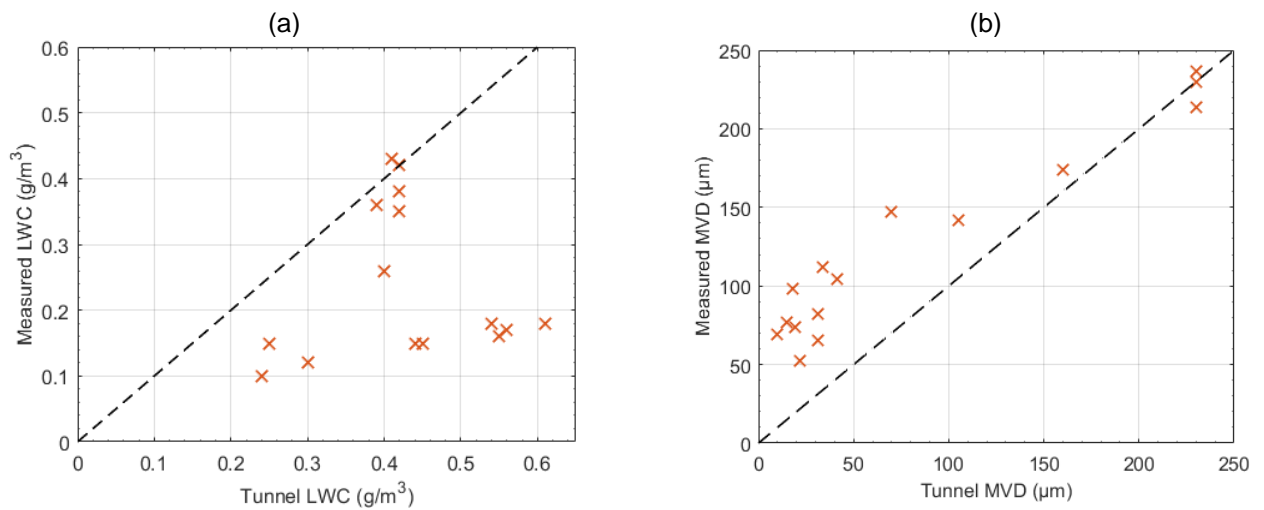 (a)
0.6
0.5
0.4
0.3
0.2
0.1
0
Measured LWC (g/m³)
0 0.1 0.2 0.3 0.4 0.5 0.6
Tunnel LWC (g/m³)
(b)
250
200
150
100
50
0
Measured MVD (µm)
0 50 100 150 200 250
Tunnel MVD (µm)